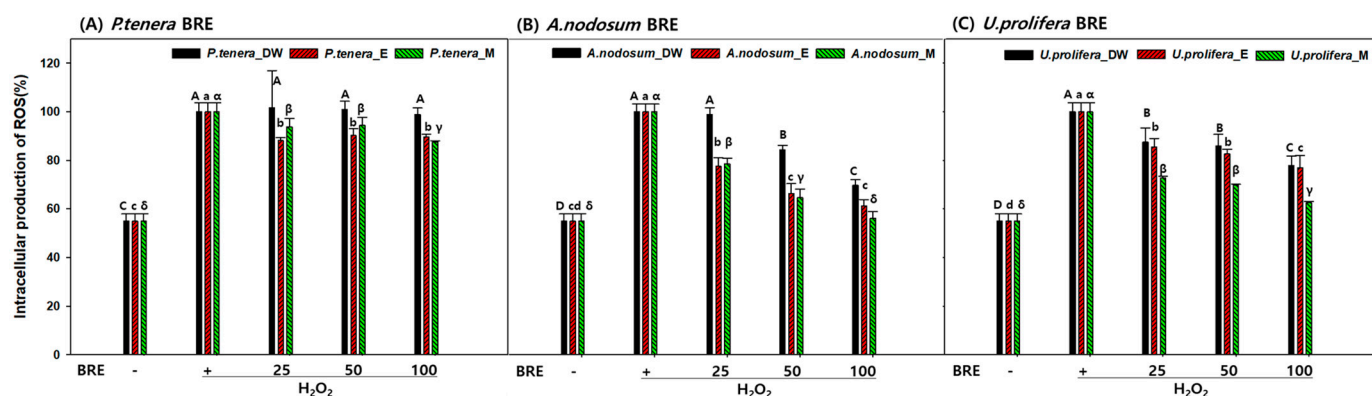 (A) P.tenera BRE
(B) A.nodosum BRE
(C) U.prolifera BRE
P.tenera_DW P.tenera_E P.tenera_M
A.nodosum_DW A.nodosum_E A.nodosum_M
U.prolifera_DW U.prolifera_E U.prolifera_M
Intracellular production of ROS(%)
120
100
80
60
40
20
0
C c δ
A a α
A b β
A b β
A b γ
D cd δ
A a α
A b β
B c γ
C c δ
D d δ
A a α
B b β
B b β
C c γ
BRE - + 25 50 100
H₂O₂
BRE - + 25 50 100
H₂O₂
BRE - + 25 50 100
H₂O₂